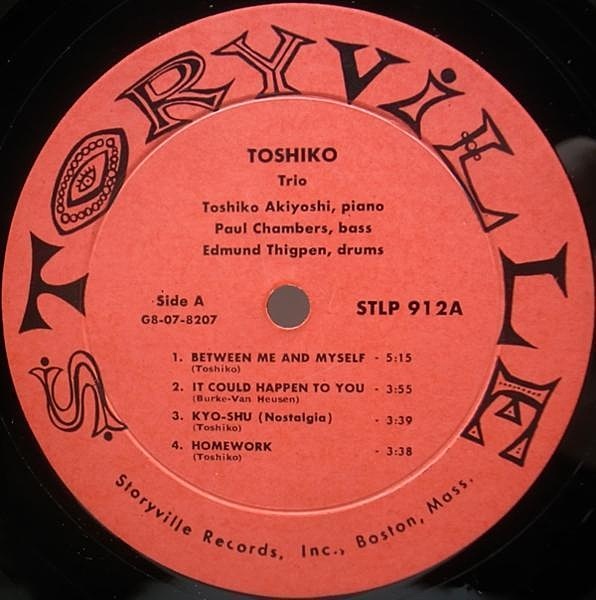 STORYVILLE
TOSHIKO
Trio
Toshiko Akiyoshi, piano
Paul Chambers, bass
Edmund Thigpen, drums
Side A
G8-07-8207
STLP 912A
1. BETWEEN ME AND MYSELF - 5:15
(Toshiko)
2. IT COULD HAPPEN TO YOU - 3:55
(Burke-Van Heusen)
3. KYO-SHU (Nostalgia) - 3:39
(Toshiko)
4. HOMEWORK - 3:38
(Toshiko)
Storyville Records, Inc., Boston, Mass.